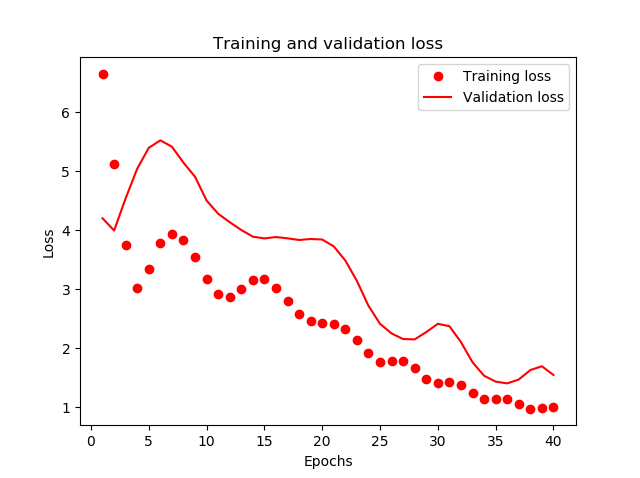 Training and validation loss
Training loss
Validation loss
Loss
6
5
4
3
2
1
0 5 10 15 20 25 30 35 40
Epochs